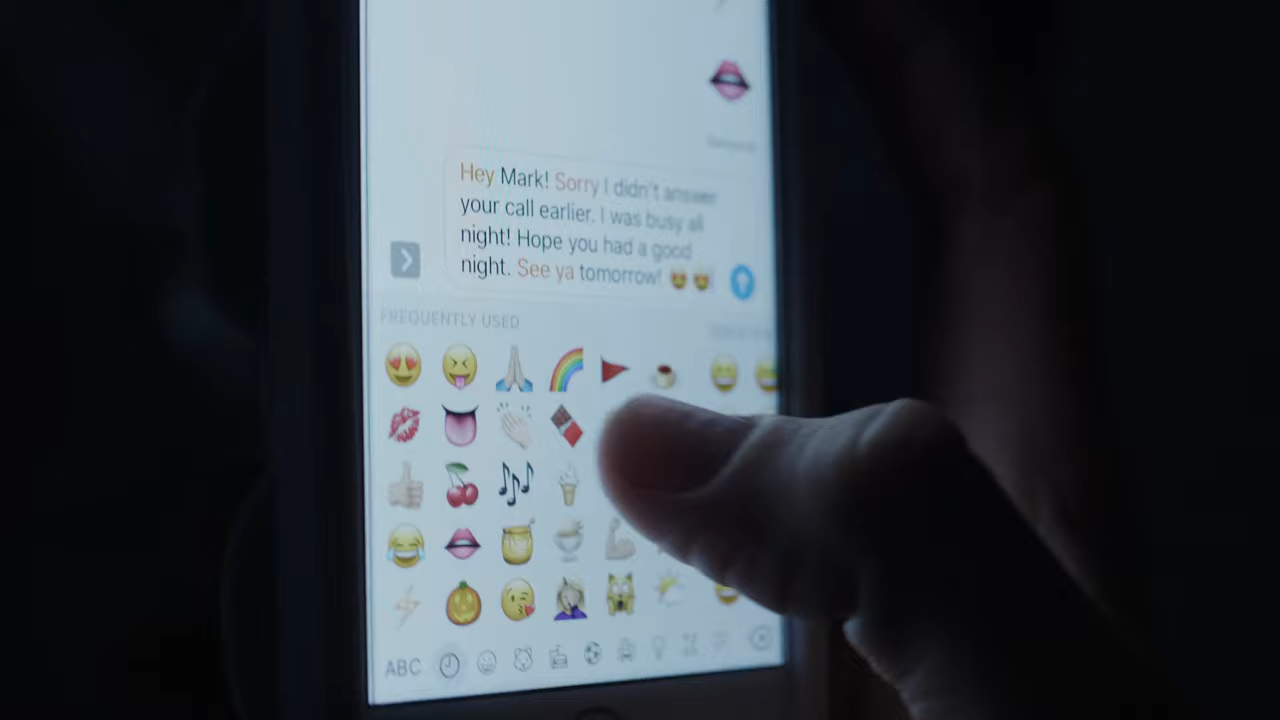 Hey Mark! Sorry I didn't answer
your call earlier. I was busy all
night! Hope you had a good
night. See ya tomorrow! 😍 😍
FREQUENTLY USED
ABC